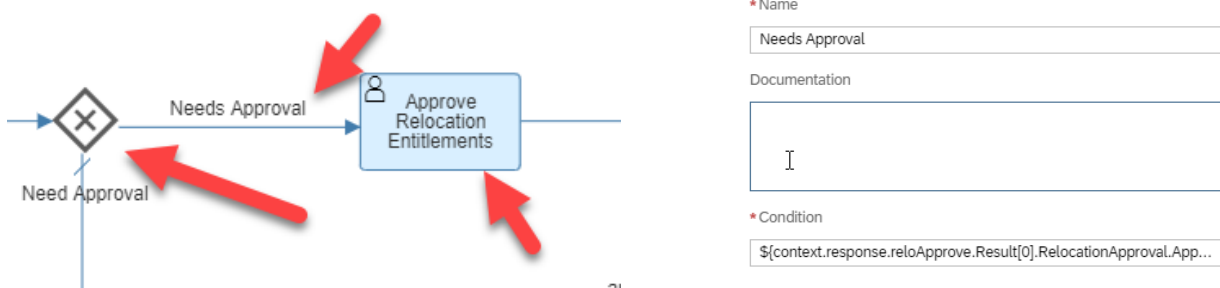 Needs Approval
Approve
Relocation
Entitlements
Need Approval
*Name
Needs Approval
Documentation
*Condition
${context.response.reloApprove.Result[0].RelocationApproval.App...